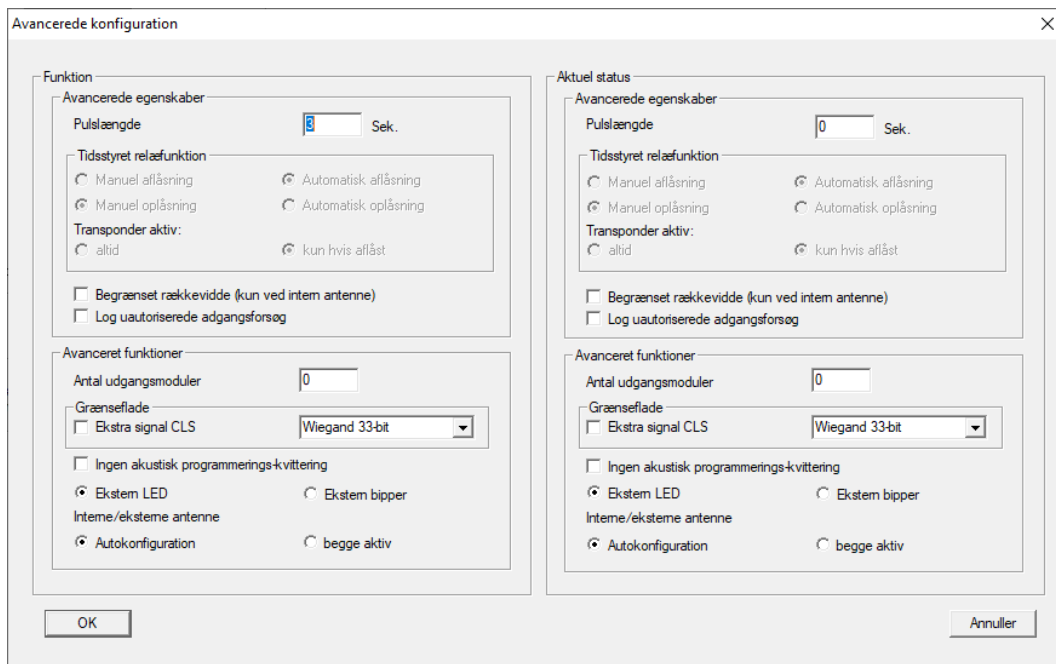 Avancerede konfiguration
Funktion
Avancerede egenskaber
Pulslængde 3 Sek.
Tidsstyret relæfunktion
Manuel aflåsning Automatisk aflåsning
Manuel oplåsning Automatisk oplåsning
Transponder aktiv:
altid kun hvis aflåst
Begrænset rækkevidde (kun ved intern antenne)
Log uautoriserede adgangsforsøg
Avanceret funktioner
Antal udgangsmoduler 0
Grænseflade
Ekstra signal CLS Wiegand 33-bit
Ingen akustisk programmerings-kvittering
Ekstern LED Ekstern bipper
Interne/eksterne antenne
Autokonfiguration begge aktiv
OK
Aktuel status
Avancerede egenskaber
Pulslængde 0 Sek.
Tidsstyret relæfunktion
Manuel aflåsning Automatisk aflåsning
Manuel oplåsning Automatisk oplåsning
Transponder aktiv:
altid kun hvis aflåst
Begrænset rækkevidde (kun ved intern antenne)
Log uautoriserede adgangsforsøg
Avanceret funktioner
Antal udgangsmoduler 0
Grænseflade
Ekstra signal CLS Wiegand 33-bit
Ingen akustisk programmerings-kvittering
Ekstern LED Ekstern bipper
Interne/eksterne antenne
Autokonfiguration begge aktiv
Annuller